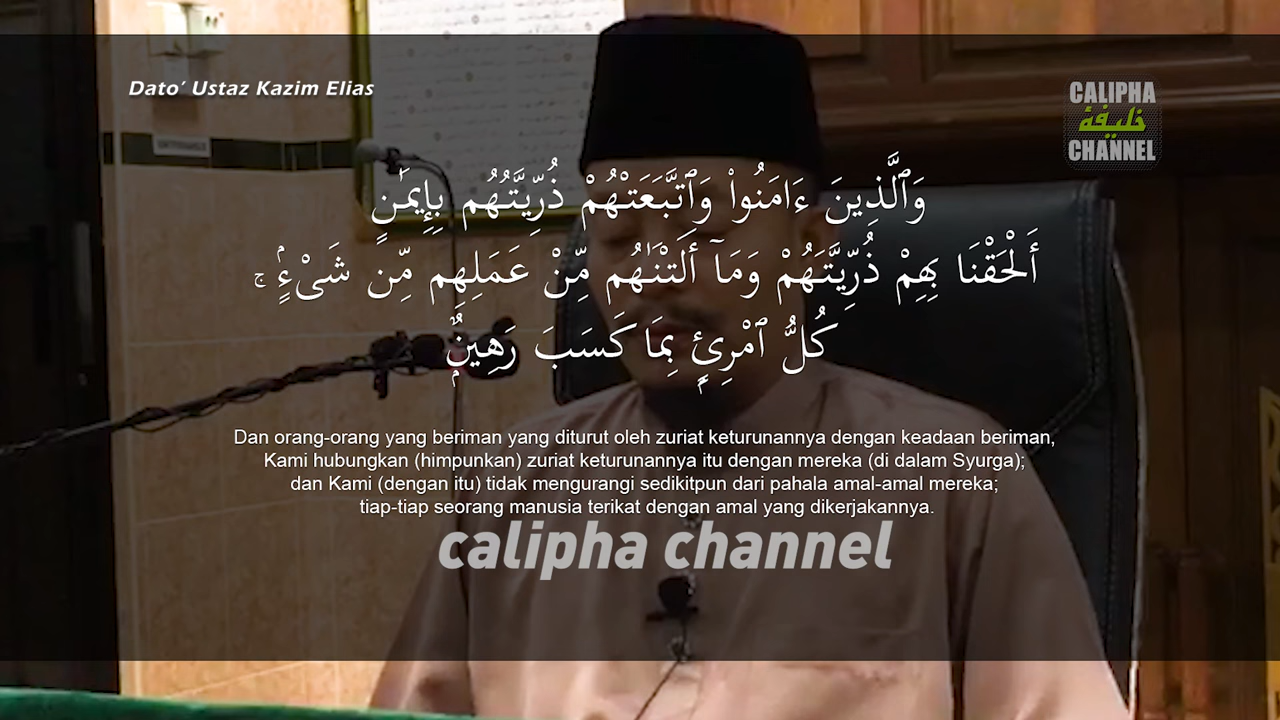 Dato' Ustaz Kazim Elias
CALIPHA
خليفة
CHANNEL
وَٱلَّذِينَ ءَامَنُوا۟ وَٱتَّبَعَتْهُمْ ذُرِّيَّتُهُم بِإِيمَـٰنٍ
أَلْحَقْنَا بِهِمْ ذُرِّيَّتَهُمْ وَمَآ أَلَتْنَـٰهُم مِّنْ عَمَلِهِم مِّن شَىْءٍۢ ۚ
كُلُّ ٱمْرِئٍۭ بِمَا كَسَبَ رَهِينٌۭ
Dan orang-orang yang beriman yang diturut oleh zuriat keturunannya dengan keadaan beriman,
Kami hubungkan (himpunkan) zuriat keturunannya itu dengan mereka (di dalam Syurga);
dan Kami (dengan itu) tidak mengurangi sedikitpun dari pahala amal-amal mereka;
tiap-tiap seorang manusia terikat dengan amal yang dikerjakannya.
calipha channel